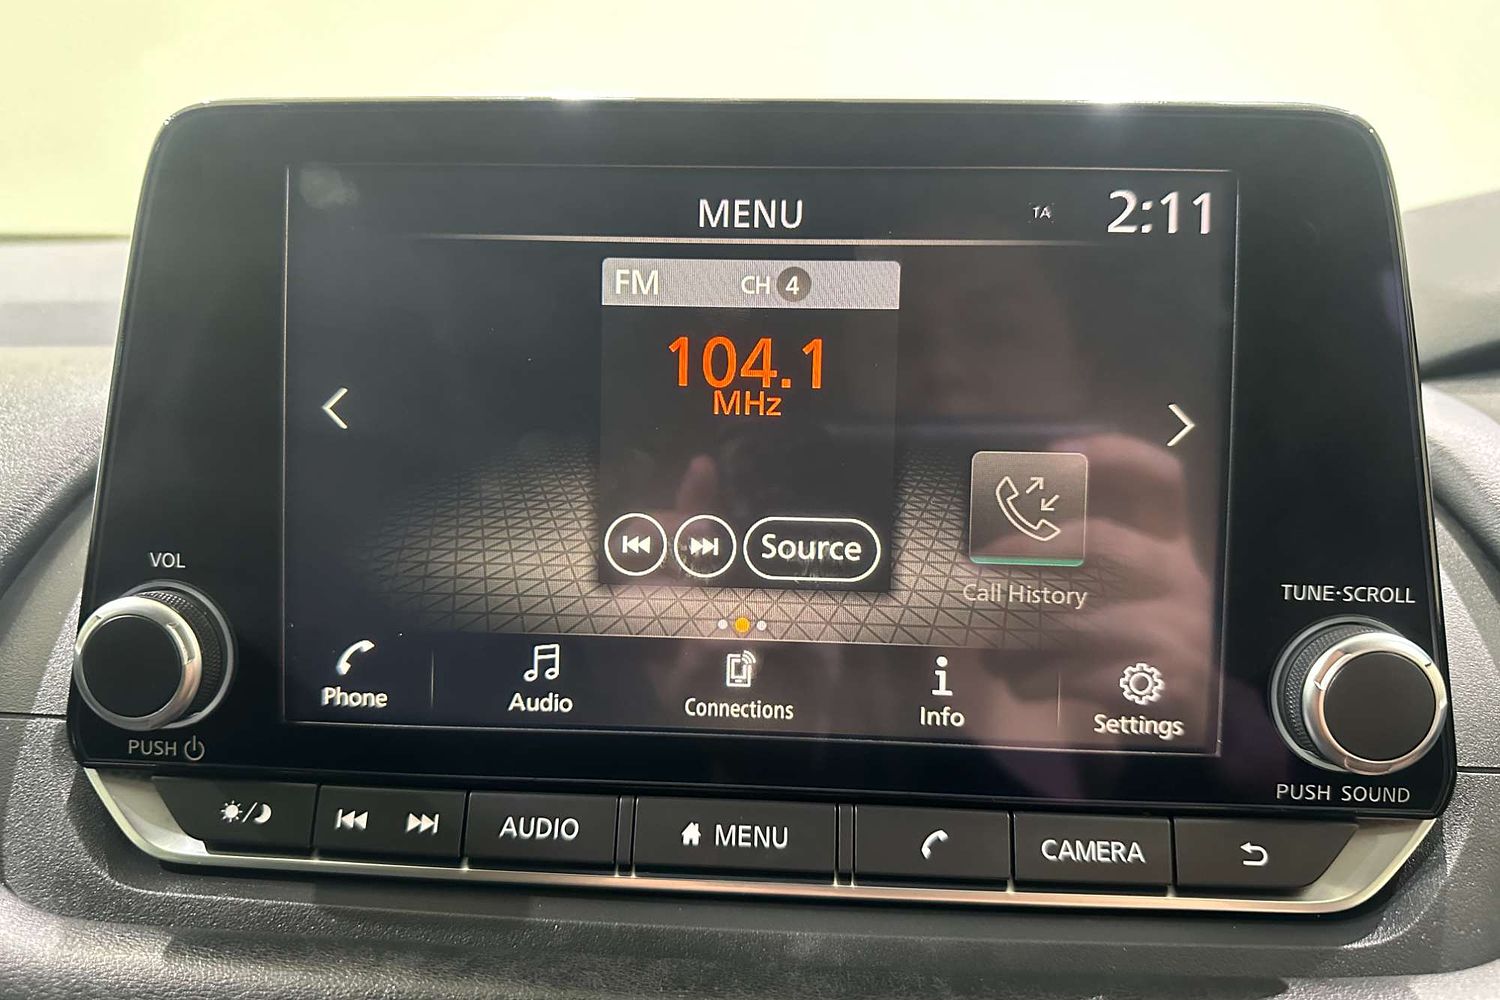 MENU TA 2:11
FM CH 4
104.1
MHz
Source
Call History
VOL
TUNE·SCROLL
Phone Audio Connections Info Settings
PUSH
PUSH SOUND
AUDIO MENU CAMERA